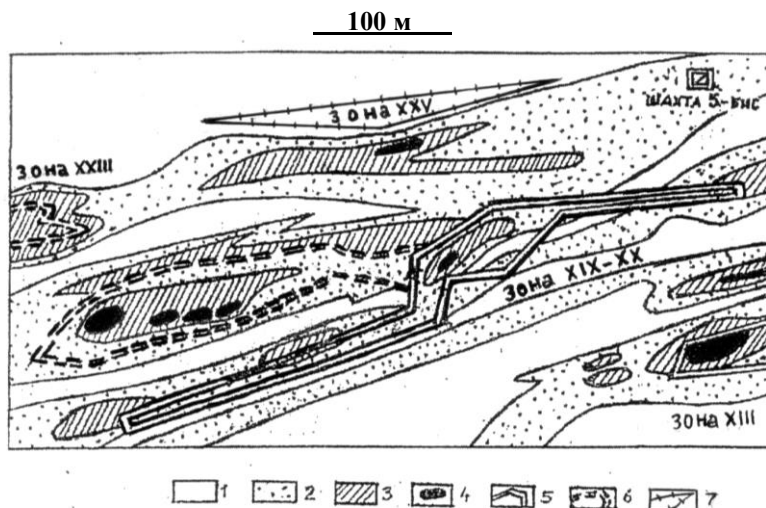 100 м
ЗОНА XXV
ШАХТА 5-БИС
ЗОНА XXIII
ЗОНА XIX-XX
ЗОНА XIII
1 2 3 4 5 6 7